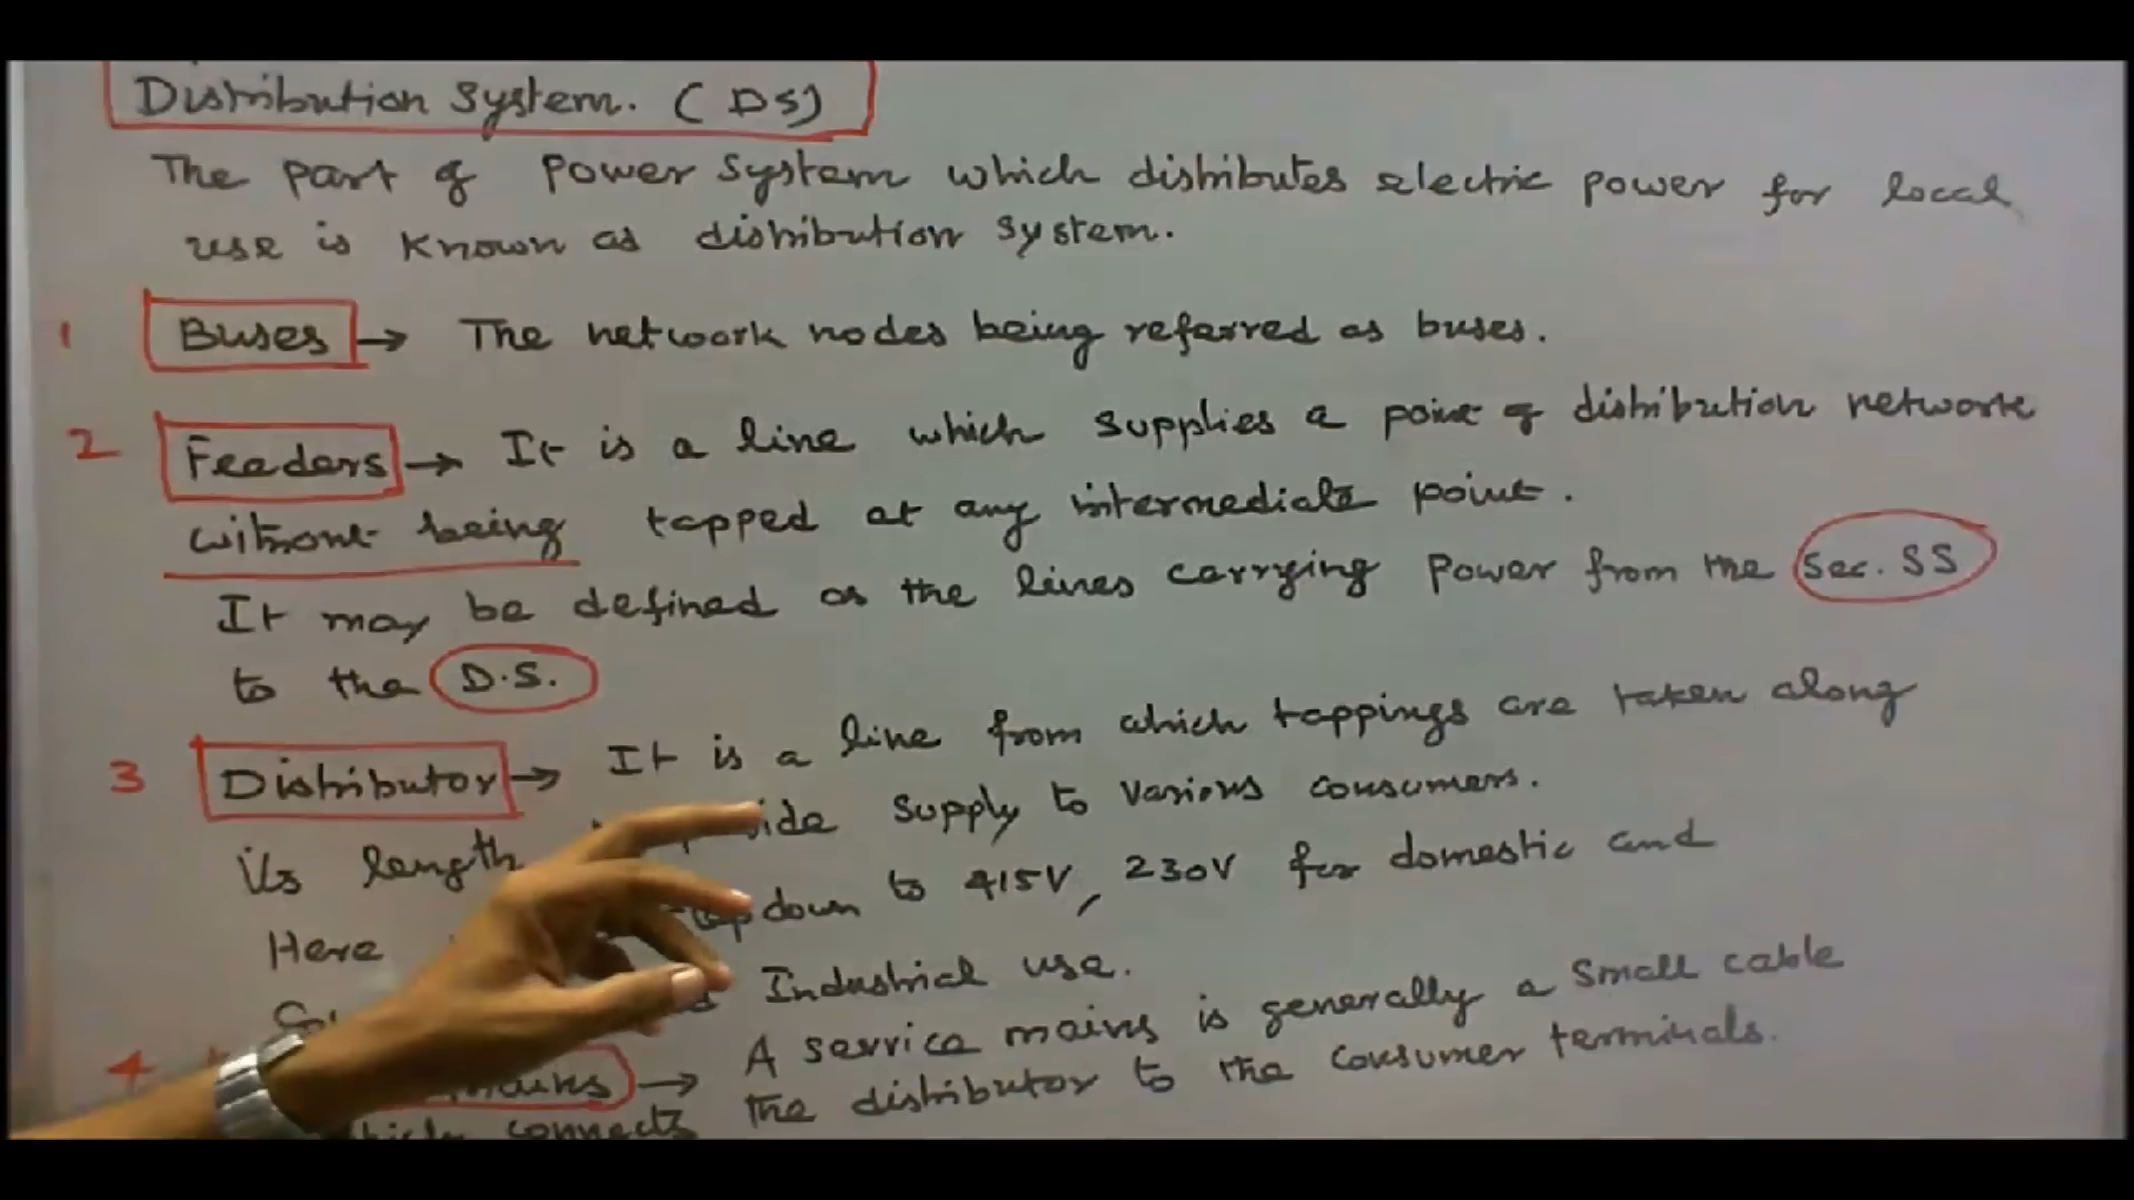 Distribution System. (DS)
The part of Power System which distributes electric power for local
use is known as distribution system.
1 Buses → The network nodes being referred as buses.
2 Feeders → It is a line which supplies a point of distribution network
without being tapped at any intermediate point.
It may be defined as the lines carrying power from the Sec. SS
to the D.S.
3 Distributor → It is a line from which tappings are taken along
its length supply to various consumers.
Here down to 415V, 230V for domestic and
Industrial use.
4 → A service mains is generally a small cable
connects the distributor to the consumer terminals.